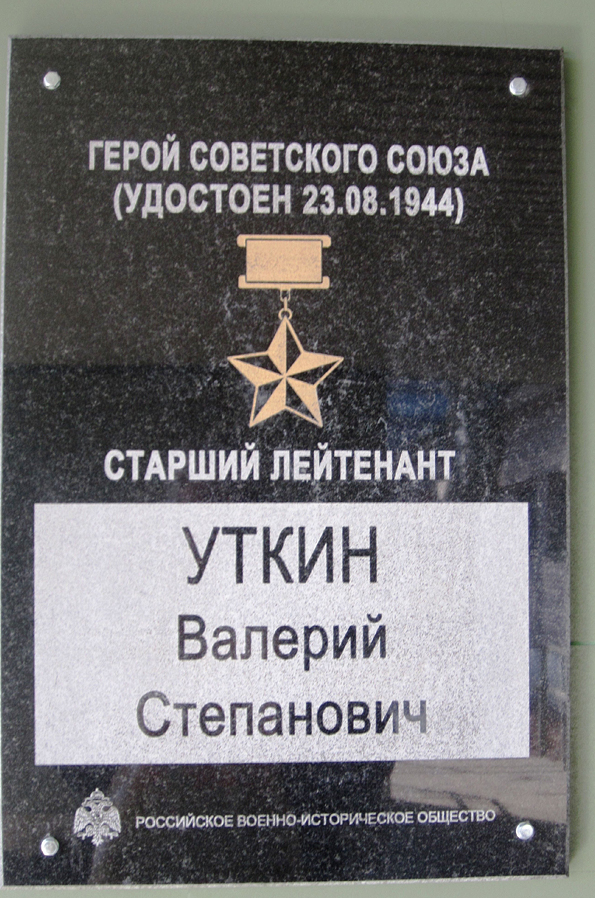 ГЕРОЙ СОВЕТСКОГО СОЮЗА
(УДОСТОЕН 23.08.1944)
СТАРШИЙ ЛЕЙТЕНАНТ
УТКИН
Валерий
Степанович
РОССИЙСКОЕ ВОЕННО-ИСТОРИЧЕСКОЕ ОБЩЕСТВО